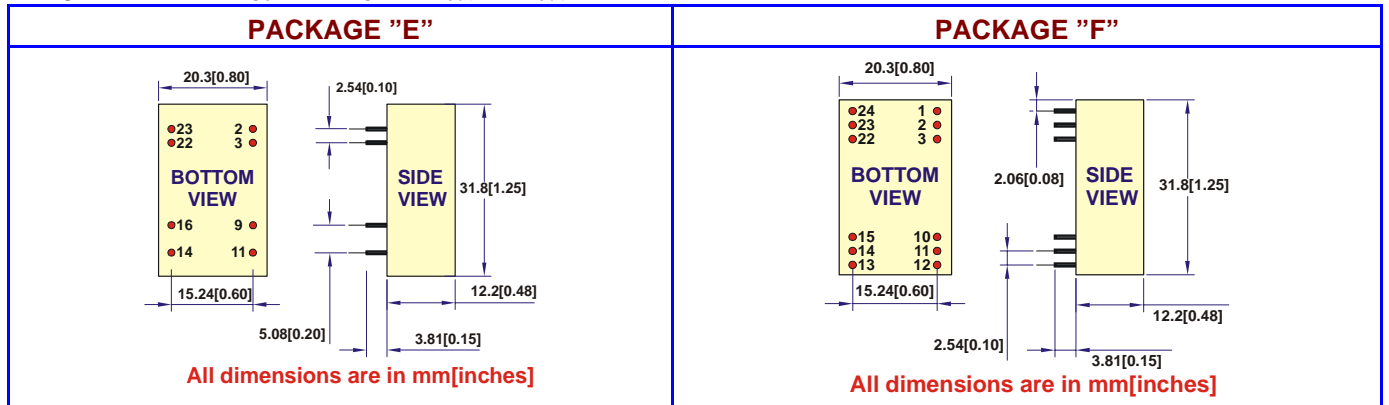 PACKAGE ”E”
20.3[0.80]
2.54[0.10]
23 2
22 3
BOTTOM
VIEW
SIDE
VIEW
31.8[1.25]
16 9
14 11
15.24[0.60]
12.2[0.48]
5.08[0.20]
3.81[0.15]
All dimensions are in mm[inches]
PACKAGE ”F”
20.3[0.80]
24 1
23 2
22 3
BOTTOM
VIEW
2.06[0.08]
SIDE
VIEW
31.8[1.25]
15 10
14 11
13 12
15.24[0.60]
12.2[0.48]
2.54[0.10]
3.81[0.15]
All dimensions are in mm[inches]